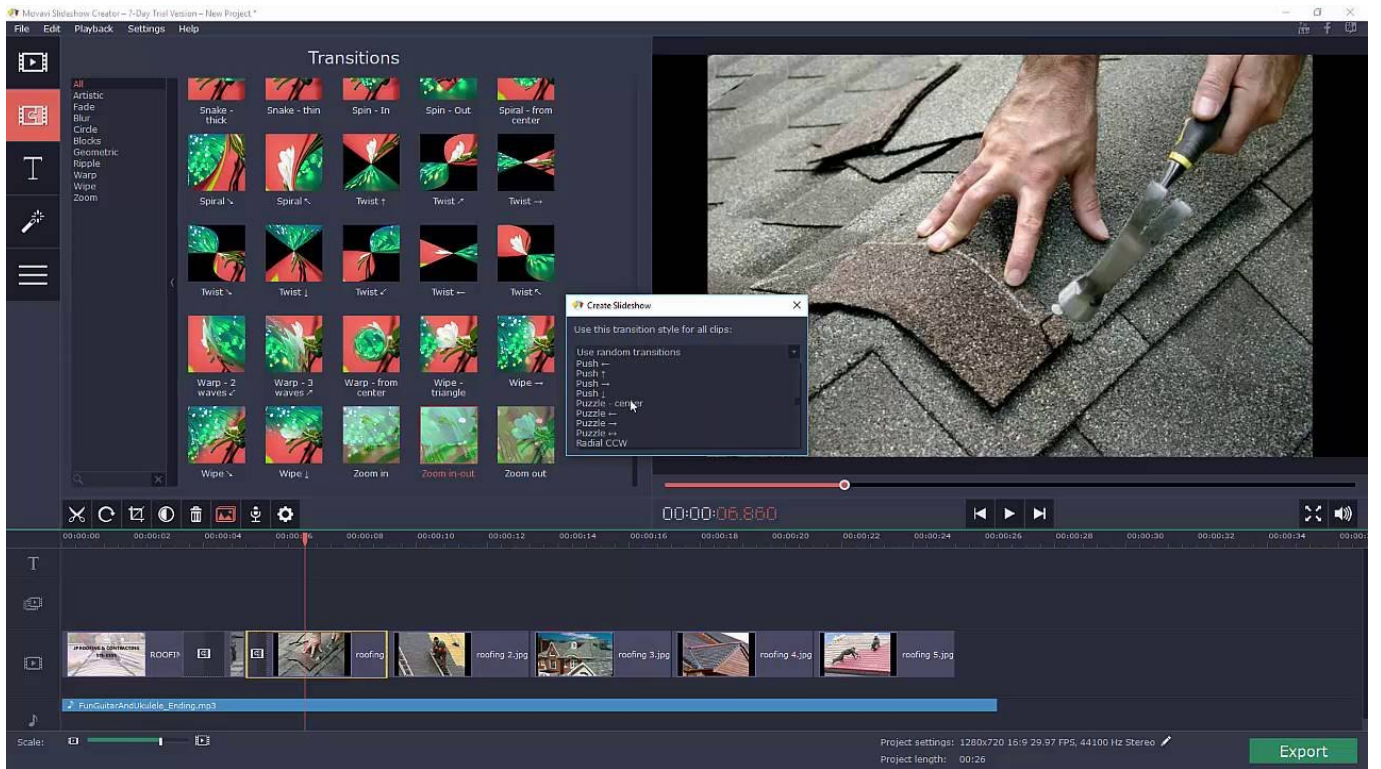 Movavi Slideshow Creator – 7-Day Trial Version – New Project *
File Edit Playback Settings Help
Transitions
All
Artistic
Fade
Blur
Circle
Blocks
Geometric
Ripple
Warp
Wipe
Zoom
Snake - thick
Snake - thin
Spin - In
Spin - Out
Spiral - from center
Spiral ↘
Spiral ↖
Twist ↑
Twist ↗
Twist →
Twist ↘
Twist ↓
Twist ↙
Twist ←
Twist ↖
Warp - 2 waves ↙
Warp - 3 waves ↗
Warp - from center
Wipe - triangle
Wipe →
Wipe ↘
Wipe ↓
Zoom in
Zoom in-out
Zoom out
Create Slideshow
Use this transition style for all clips:
Use random transitions
Push ←
Push ↑
Push →
Push ↓
Puzzle - center
Puzzle ←
Puzzle →
Puzzle ↔
Radial CCW
00:00:06.860
00:00:00 00:00:02 00:00:04 00:00:06 00:00:08 00:00:10 00:00:12 00:00:14 00:00:16 00:00:18 00:00:20 00:00:22 00:00:24 00:00:26 00:00:28 00:00:30 00:00:32 00:00:34 00:00:
T
JP ROOFING & CONTRACTORS
ROOFIN
roofing
roofing 2.jpg
roofing 3.jpg
roofing 4.jpg
roofing 5.jpg
FunGuitarAndUkulele_Ending.mp3
Scale:
Project settings: 1280x720 16:9 29.97 FPS, 44100 Hz Stereo
Project length: 00:26
Export